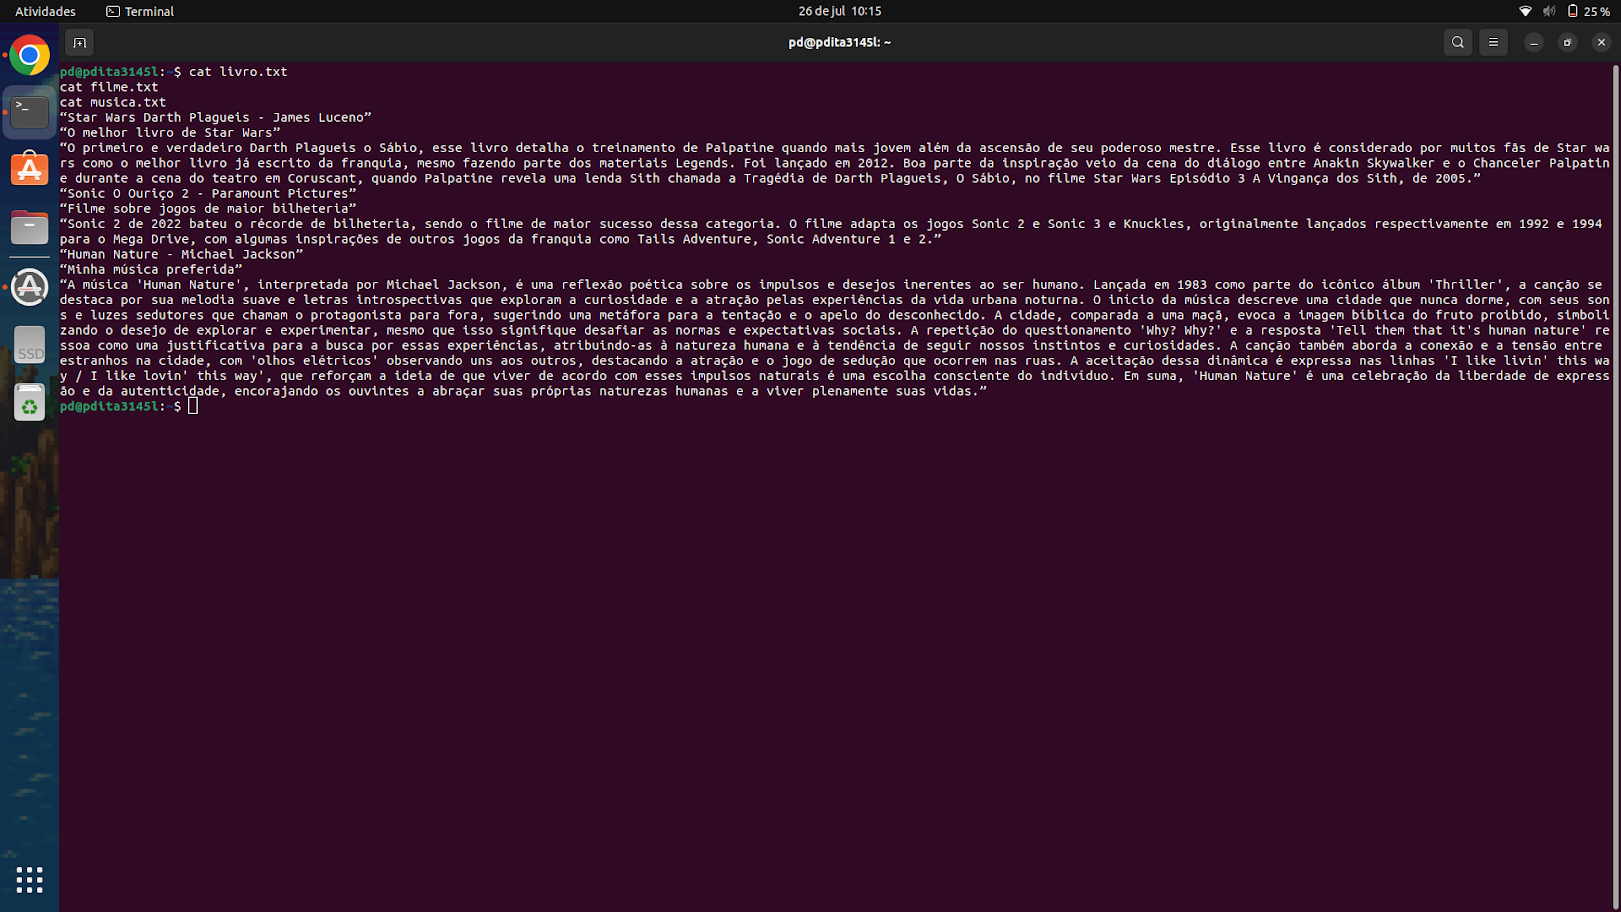 Atividades
Terminal
26 de jul 10:15
25 %
pd@pdita3145l: ~
pd@pdita3145l:~$ cat livro.txt
cat filme.txt
cat musica.txt
“Star Wars Darth Plagueis - James Luceno”
“O melhor livro de Star Wars”
“O primeiro e verdadeiro Darth Plagueis o Sábio, esse livro detalha o treinamento de Palpatine quando mais jovem além da ascensão de seu poderoso mestre. Esse livro é considerado por muitos fãs de Star wa
rs como o melhor livro já escrito da franquia, mesmo fazendo parte dos materiais Legends. Foi lançado em 2012. Boa parte da inspiração veio da cena do diálogo entre Anakin Skywalker e o Chanceler Palpatin
e durante a cena do teatro em Coruscant, quando Palpatine revela uma lenda Sith chamada a Tragédia de Darth Plagueis, O Sábio, no filme Star Wars Episódio 3 A Vingança dos Sith, de 2005.”
“Sonic O Ouriço 2 - Paramount Pictures”
“Filme sobre jogos de maior bilheteria”
“Sonic 2 de 2022 bateu o récorde de bilheteria, sendo o filme de maior sucesso dessa categoria. O filme adapta os jogos Sonic 2 e Sonic 3 e Knuckles, originalmente lançados respectivamente em 1992 e 1994
para o Mega Drive, com algumas inspirações de outros jogos da franquia como Tails Adventure, Sonic Adventure 1 e 2.”
“Human Nature - Michael Jackson”
“Minha música preferida”
“A música 'Human Nature', interpretada por Michael Jackson, é uma reflexão poética sobre os impulsos e desejos inerentes ao ser humano. Lançada em 1983 como parte do icônico álbum 'Thriller', a canção se
destaca por sua melodia suave e letras introspectivas que exploram a curiosidade e a atração pelas experiências da vida urbana noturna. O início da música descreve uma cidade que nunca dorme, com seus son
s e luzes sedutores que chamam o protagonista para fora, sugerindo uma metáfora para a tentação e o apelo do desconhecido. A cidade, comparada a uma maçã, evoca a imagem bíblica do fruto proibido, simboli
zando o desejo de explorar e experimentar, mesmo que isso signifique desafiar as normas e expectativas sociais. A repetição do questionamento 'Why? Why?' e a resposta 'Tell them that it's human nature' re
ssoa como uma justificativa para a busca por essas experiências, atribuindo-as à natureza humana e à tendência de seguir nossos instintos e curiosidades. A canção também aborda a conexão e a tensão entre
estranhos na cidade, com 'olhos elétricos' observando uns aos outros, destacando a atração e o jogo de sedução que ocorrem nas ruas. A aceitação dessa dinâmica é expressa nas linhas 'I like livin' this wa
y / I like lovin' this way', que reforçam a ideia de que viver de acordo com esses impulsos naturais é uma escolha consciente do indivíduo. Em suma, 'Human Nature' é uma celebração da liberdade de express
ão e da autenticidade, encorajando os ouvintes a abraçar suas próprias naturezas humanas e a viver plenamente suas vidas.”
pd@pdita3145l:~$
SSD